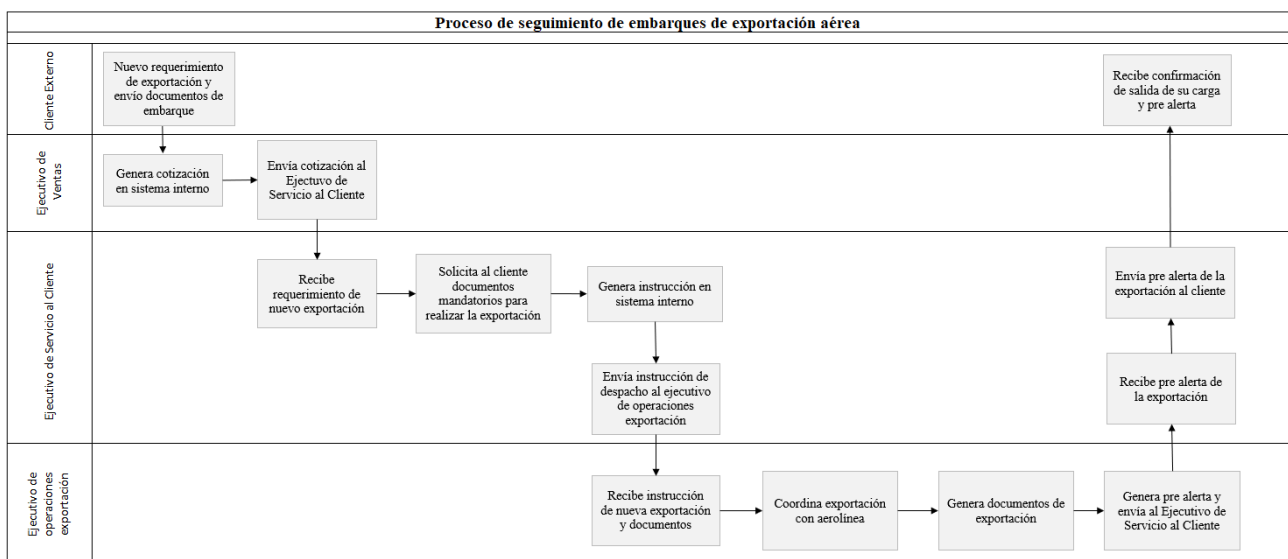 Proceso de seguimiento de embarques de exportación aérea
Cliente Externo
Nuevo requerimiento
de exportación y
envío documentos de
embarque
Recibe confirmación
de salida de su carga
y pre alerta
Ejecutivo de
Ventas
Genera cotización
en sistema interno
Envía cotización al
Ejectuvo de
Servicio al Cliente
Ejecutivo de Servicio al Cliente
Recibe
requerimiento de
nuevo exportación
Solicita al cliente
documentos
mandatorios para
realizar la exportación
Genera instrucción en
sistema interno
Envía pre alerta de la
exportación al cliente
Envía instrucción de
despacho al ejecutivo
de operaciones
exportación
Recibe pre alerta de
la exportación
Ejecutivo de
operaciones
exportación
Recibe instrucción
de nueva exportación
y documentos
Coordina exportación
con aerolínea
Genera documentos de
exportación
Genera pre alerta y
envía al Ejecutivo de
Servicio al Cliente